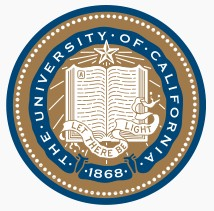 ·THE·UNIVERSITY·OF·CALIFORNIA·
LET THERE BE LIGHT
·1868·